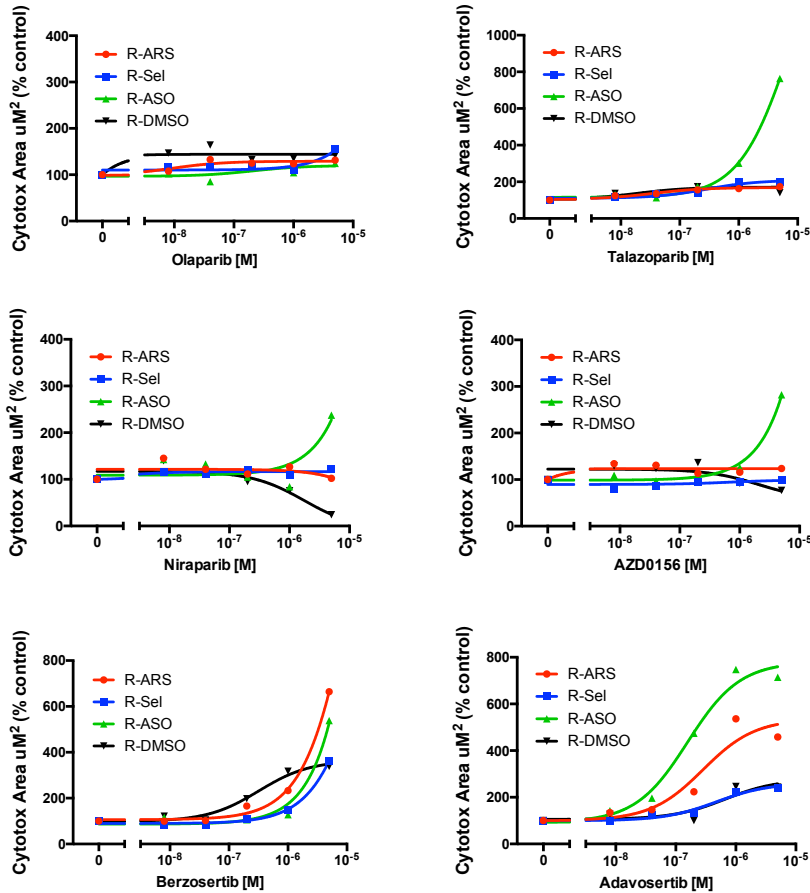 Cytotox Area uM² (% control)
400
300
200
100
0
R-ARS
R-Sel
R-ASO
R-DMSO
0
10⁻⁸
10⁻⁷
10⁻⁶
10⁻⁵
Olaparib [M]
Cytotox Area uM² (% control)
1000
800
600
400
200
0
R-ARS
R-Sel
R-ASO
R-DMSO
0
10⁻⁸
10⁻⁷
10⁻⁶
10⁻⁵
Talazoparib [M]
Cytotox Area uM² (% control)
400
300
200
100
0
R-ARS
R-Sel
R-ASO
R-DMSO
0
10⁻⁸
10⁻⁷
10⁻⁶
10⁻⁵
Niraparib [M]
Cytotox Area uM² (% control)
400
300
200
100
0
R-ARS
R-Sel
R-ASO
R-DMSO
0
10⁻⁸
10⁻⁷
10⁻⁶
10⁻⁵
AZD0156 [M]
Cytotox Area uM² (% control)
800
600
400
200
0
R-ARS
R-Sel
R-ASO
R-DMSO
0
10⁻⁸
10⁻⁷
10⁻⁶
10⁻⁵
Berzosertib [M]
Cytotox Area uM² (% control)
800
600
400
200
0
R-ARS
R-Sel
R-ASO
R-DMSO
0
10⁻⁸
10⁻⁷
10⁻⁶
10⁻⁵
Adavosertib [M]